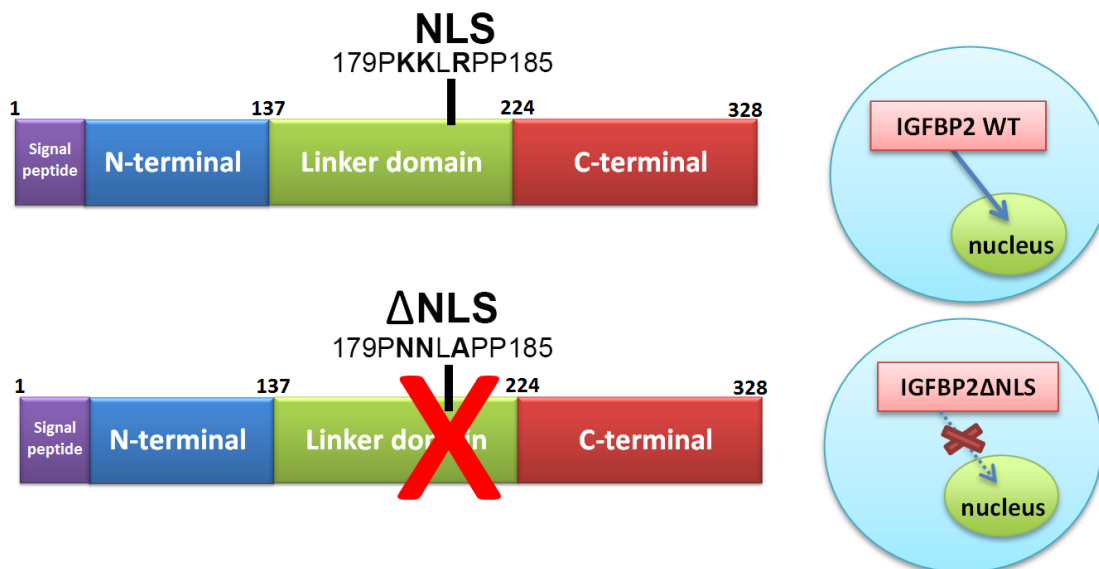 NLS
179PKKLRPP185
1 137 224 328
Signal
peptide
N-terminal
Linker domain
C-terminal
IGFBP2 WT
nucleus
ΔNLS
179PNNLAPP185
1 137 224 328
Signal
peptide
N-terminal
Linker domain
C-terminal
IGFBP2ΔNLS
nucleus